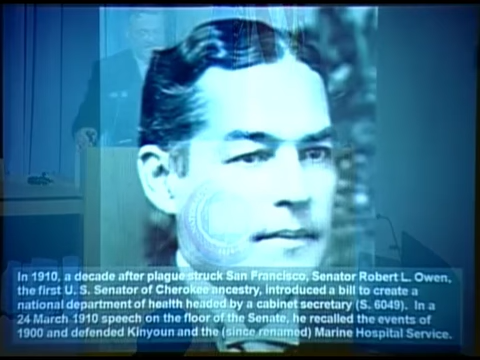 In 1910, a decade after plague struck San Francisco, Senator Robert L. Owen,
the first U. S. Senator of Cherokee ancestry, introduced a bill to create a
national department of health headed by a cabinet secretary (S. 6049). In a
24 March 1910 speech on the floor of the Senate, he recalled the events of
1900 and defended Kinyoun and the (since renamed) Marine Hospital Service.